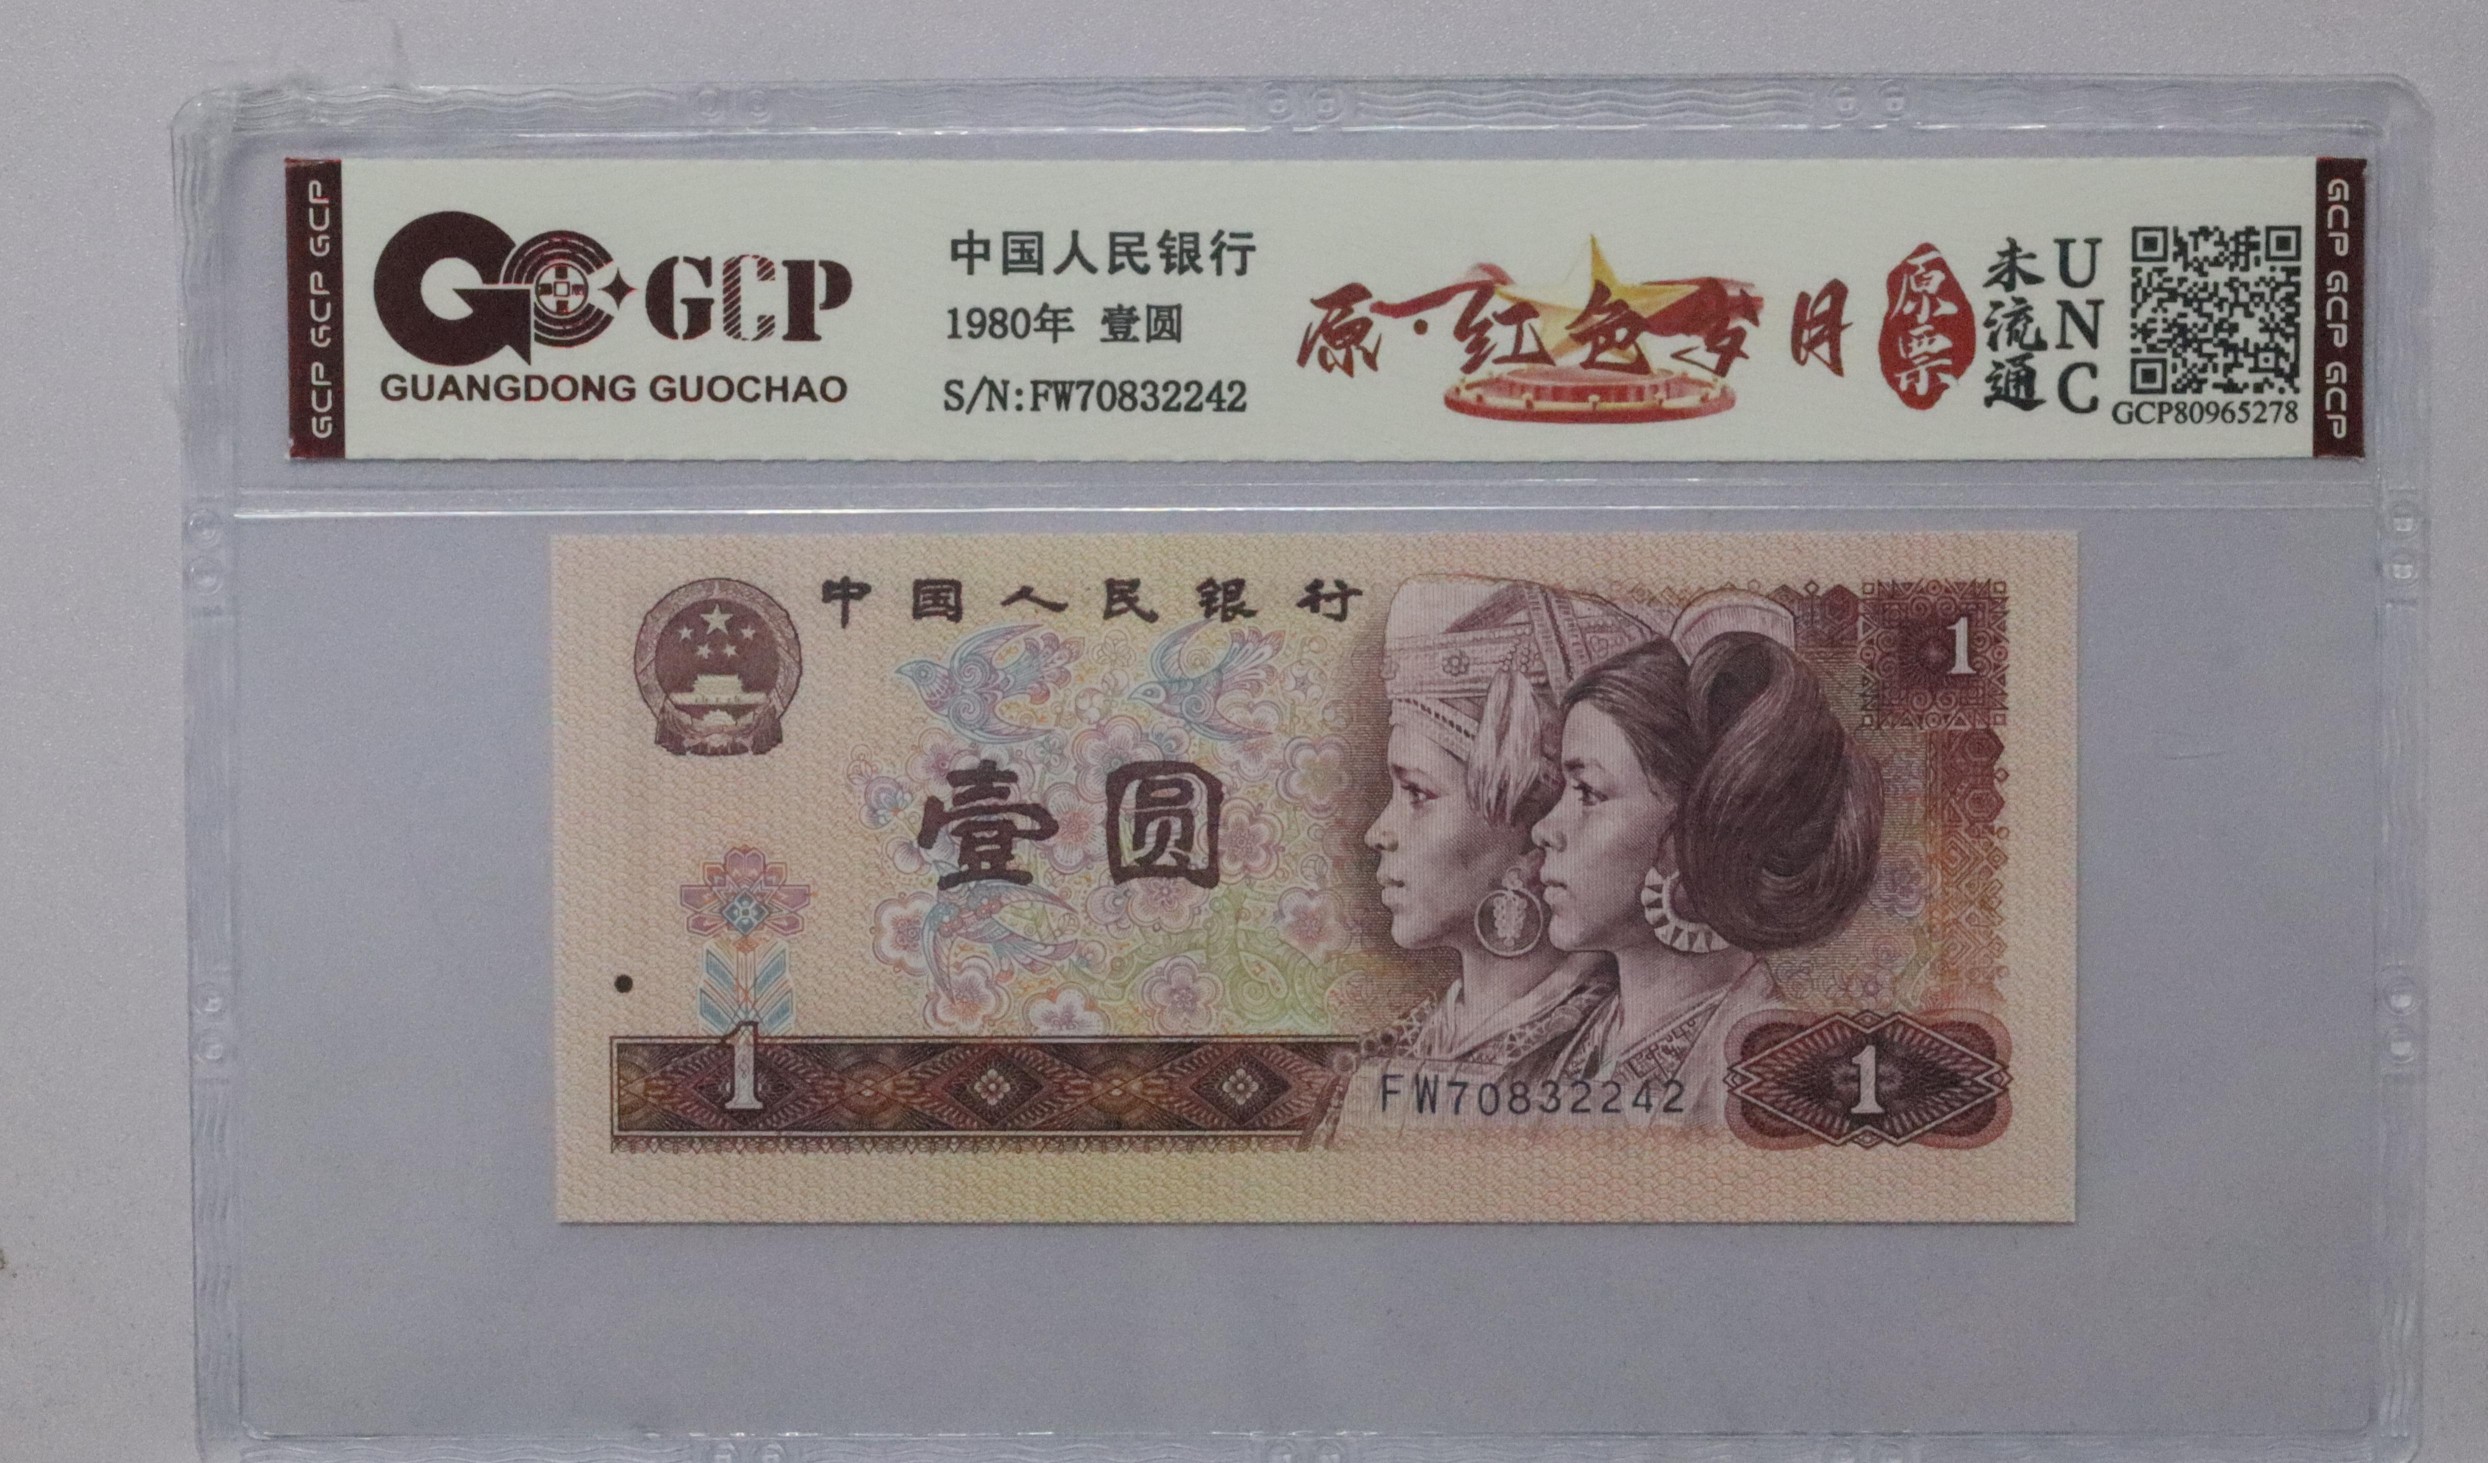 GCP GCP GCP
GCP
GUANGDONG GUOCHAO
中国人民银行
1980年 壹圆
S/N:FW70832242
原·红色岁月
原票
未流通
UNC
GCP80965278
GCP GCP GCP
中国人民银行
1
壹圆
1
FW70832242
1